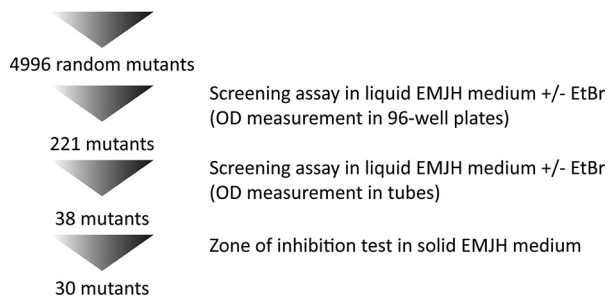 4996 random mutants
Screening assay in liquid EMJH medium +/- EtBr
(OD measurement in 96-well plates)
221 mutants
Screening assay in liquid EMJH medium +/- EtBr
(OD measurement in tubes)
38 mutants
Zone of inhibition test in solid EMJH medium
30 mutants